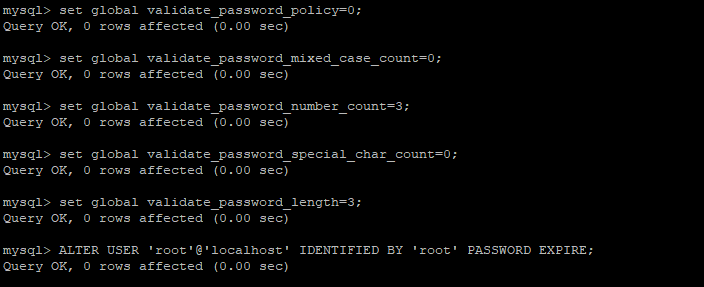 mysql> set global validate_password_policy=0;
Query OK, 0 rows affected (0.00 sec)
mysql> set global validate_password_mixed_case_count=0;
Query OK, 0 rows affected (0.00 sec)
mysql> set global validate_password_number_count=3;
Query OK, 0 rows affected (0.00 sec)
mysql> set global validate_password_special_char_count=0;
Query OK, 0 rows affected (0.00 sec)
mysql> set global validate_password_length=3;
Query OK, 0 rows affected (0.00 sec)
mysql> ALTER USER 'root'@'localhost' IDENTIFIED BY 'root' PASSWORD EXPIRE;
Query OK, 0 rows affected (0.00 sec)